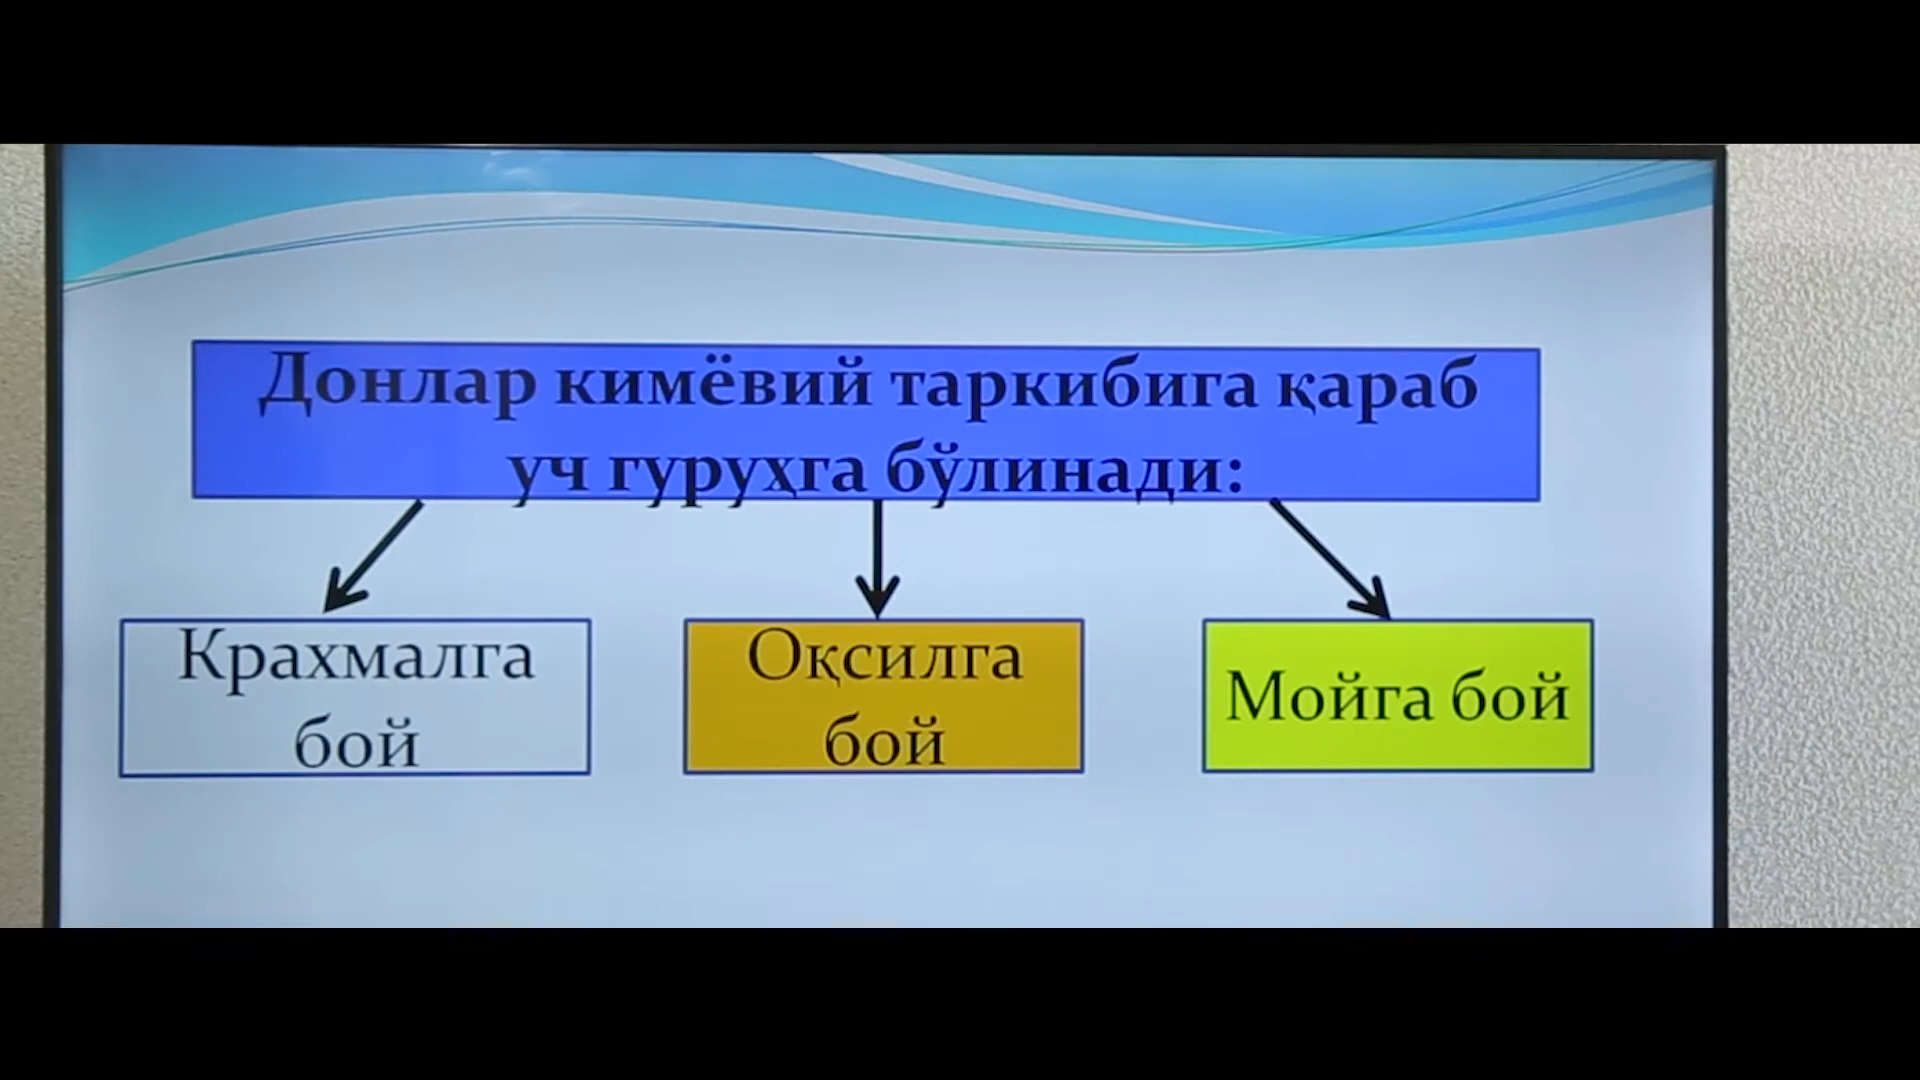 Донлар кимёвий таркибига қараб
уч гуруҳга бўлинади:
Крахмалга
бой
Оқсилга
бой
Мойга бой